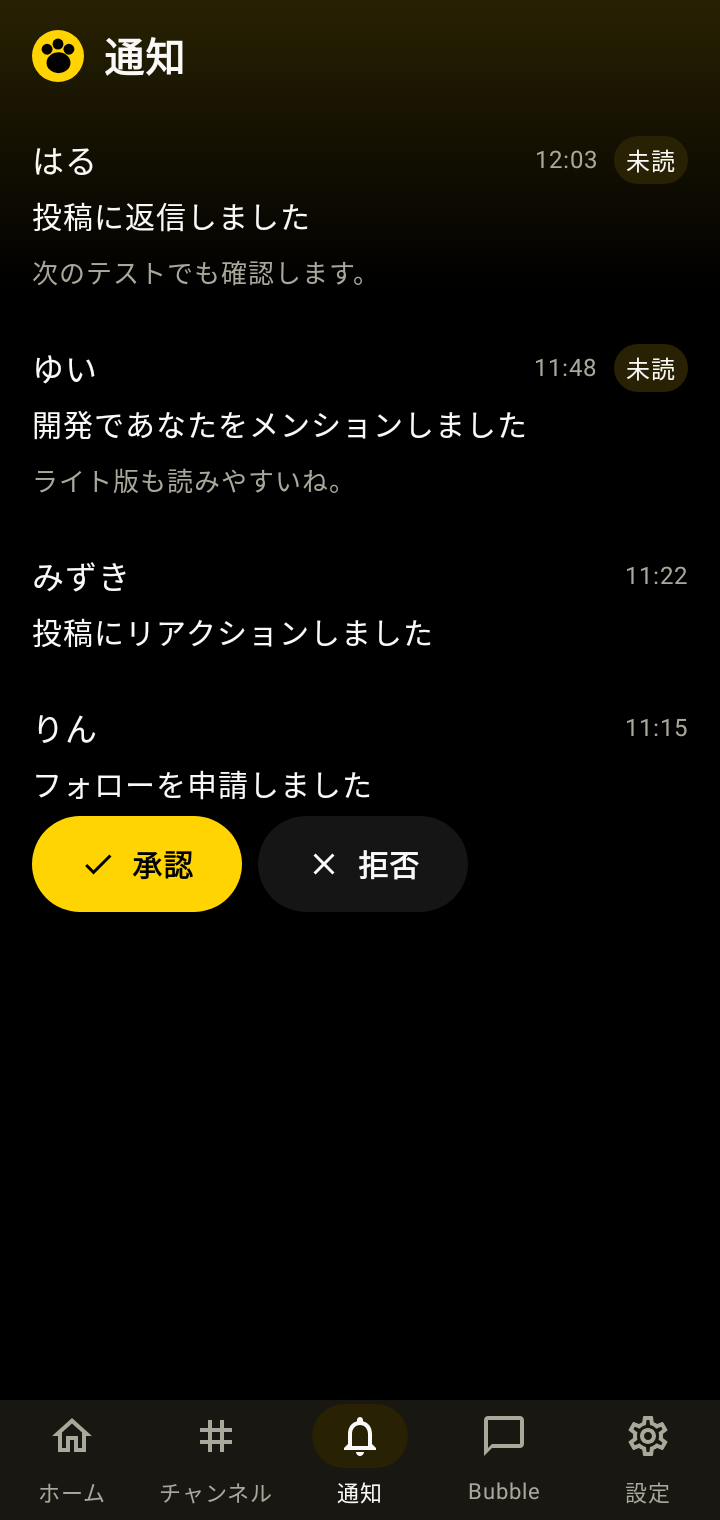 通知
はる 12:03 未読
投稿に返信しました
次のテストでも確認します。
ゆい 11:48 未読
開発であなたをメンションしました
ライト版も読みやすいね。
みずき 11:22
投稿にリアクションしました
りん 11:15
フォローを申請しました
承認 拒否
ホーム チャンネル 通知 Bubble 設定